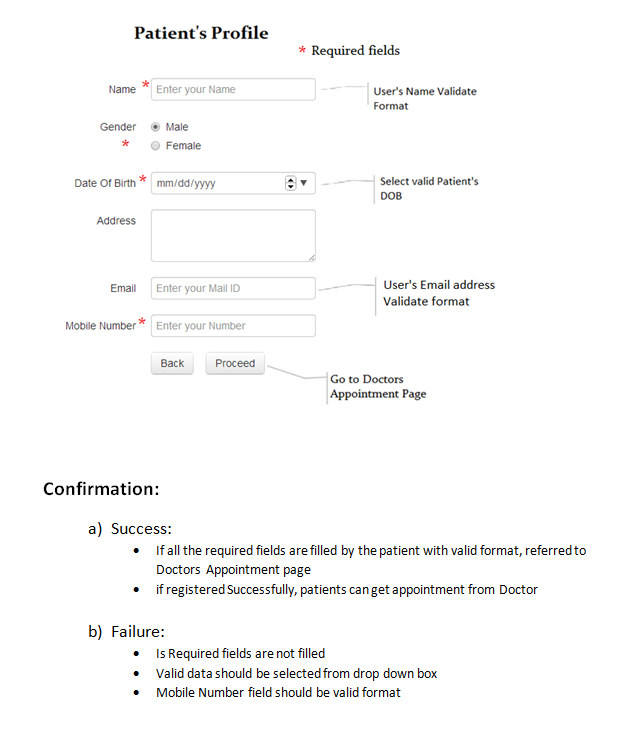 Patient's Profile
* Required fields
Name * Enter your Name
User's Name Validate
Format
Gender Male
* Female
Date Of Birth * mm/dd/yyyy
Select valid Patient's
DOB
Address
Email Enter your Mail ID
User's Email address
Validate format
Mobile Number * Enter your Number
Back Proceed
Go to Doctors
Appointment Page
Confirmation:
a) Success:
• If all the required fields are filled by the patient with valid format, referred to
Doctors Appointment page
• if registered Successfully, patients can get appointment from Doctor
b) Failure:
• Is Required fields are not filled
• Valid data should be selected from drop down box
• Mobile Number field should be valid format